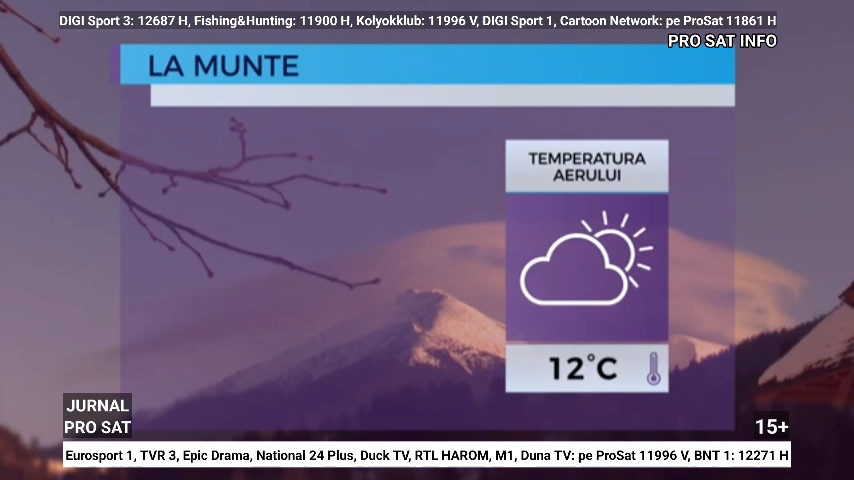 DIGI Sport 3: 12687 H, Fishing&Hunting: 11900 H, Kolyokklub: 11996 V, DIGI Sport 1, Cartoon Network: pe ProSat 11861 H
PRO SAT INFO
LA MUNTE
TEMPERATURA
AERULUI
12°C
JURNAL
PRO SAT
15+
Eurosport 1, TVR 3, Epic Drama, National 24 Plus, Duck TV, RTL HAROM, M1, Duna TV: pe ProSat 11996 V, BNT 1: 12271 H